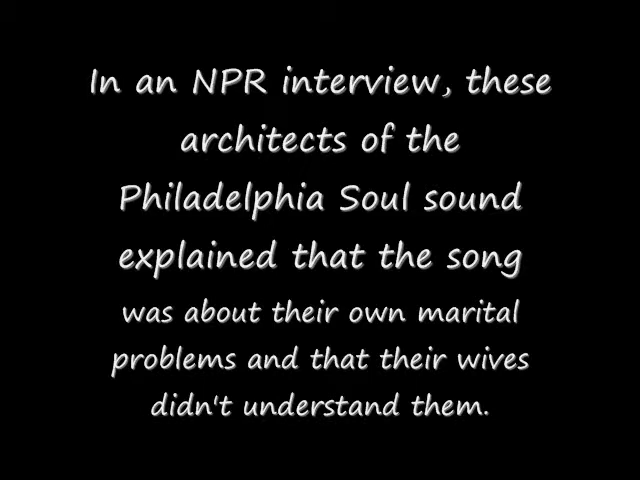 In an NPR interview, these
architects of the
Philadelphia Soul sound
explained that the song
was about their own marital
problems and that their wives
didn't understand them.